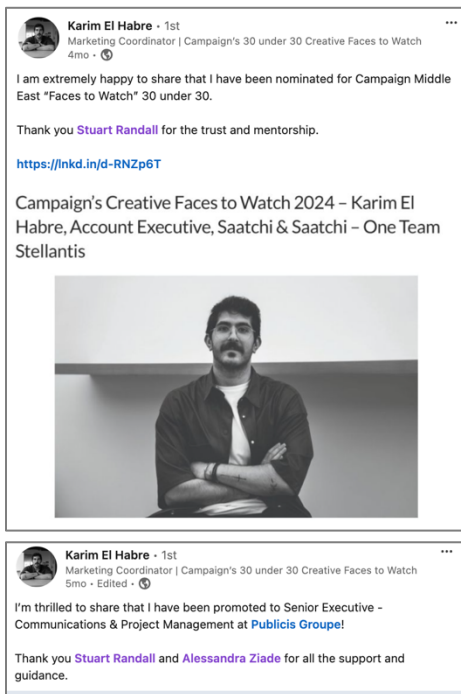 Karim El Habre • 1st
Marketing Coordinator | Campaign's 30 under 30 Creative Faces to Watch
4mo •
I am extremely happy to share that I have been nominated for Campaign Middle
East “Faces to Watch” 30 under 30.
Thank you Stuart Randall for the trust and mentorship.
https://lnkd.in/d-RNZp6T
Campaign’s Creative Faces to Watch 2024 – Karim El
Habre, Account Executive, Saatchi & Saatchi – One Team
Stellantis
Karim El Habre • 1st
Marketing Coordinator | Campaign's 30 under 30 Creative Faces to Watch
5mo • Edited •
I’m thrilled to share that I have been promoted to Senior Executive -
Communications & Project Management at Publicis Groupe!
Thank you Stuart Randall and Alessandra Ziade for all the support and
guidance.